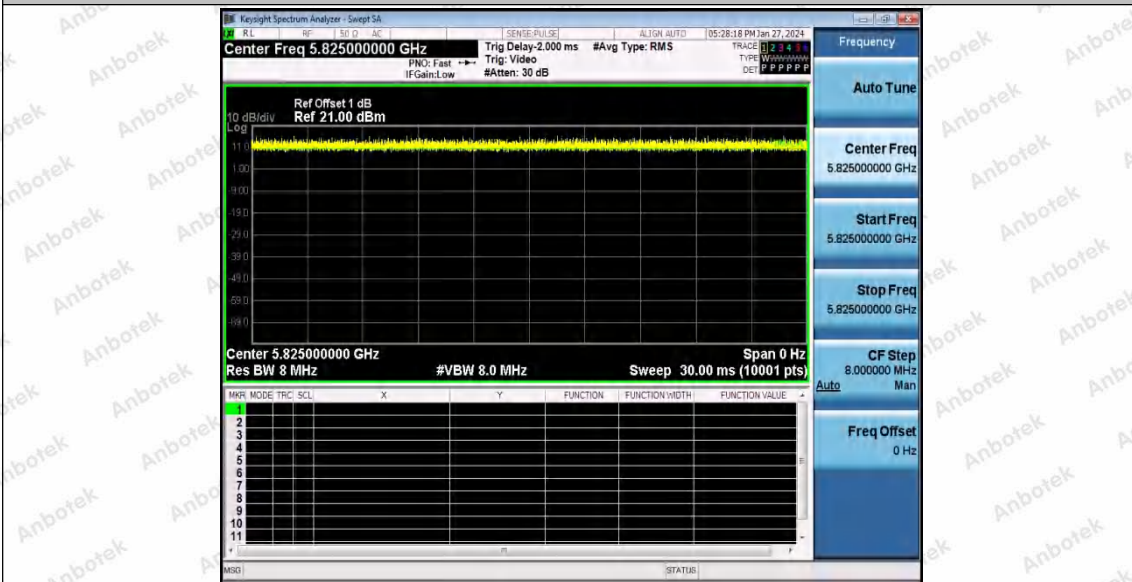 Keysight Spectrum Analyzer - Swept SA
RL RF 50 Ω AC SENSE:PULSE ALIGN AUTO 05:28:18 PM Jan 27, 2024
Center Freq 5.825000000 GHz
PNO: Fast
IFGain:Low
Trig Delay-2.000 ms
Trig: Video
#Atten: 30 dB
#Avg Type: RMS
TRACE 1 2 3 4 5 6
TYPE W
DET P P P P P P
Frequency
Auto Tune
Ref Offset 1 dB
10 dB/div Ref 21.00 dBm
Log
11.0
1.00
-9.00
-19.0
-29.0
-39.0
-49.0
-59.0
-69.0
Center Freq
5.825000000 GHz
Start Freq
5.825000000 GHz
Stop Freq
5.825000000 GHz
CF Step
8.000000 MHz
Auto Man
Freq Offset
0 Hz
Center 5.825000000 GHz Span 0 Hz
Res BW 8 MHz #VBW 8.0 MHz Sweep 30.00 ms (10001 pts)
MKR MODE TRC SCL X Y FUNCTION FUNCTION WIDTH FUNCTION VALUE
1
2
3
4
5
6
7
8
9
10
11
MSG STATUS
Anbotek